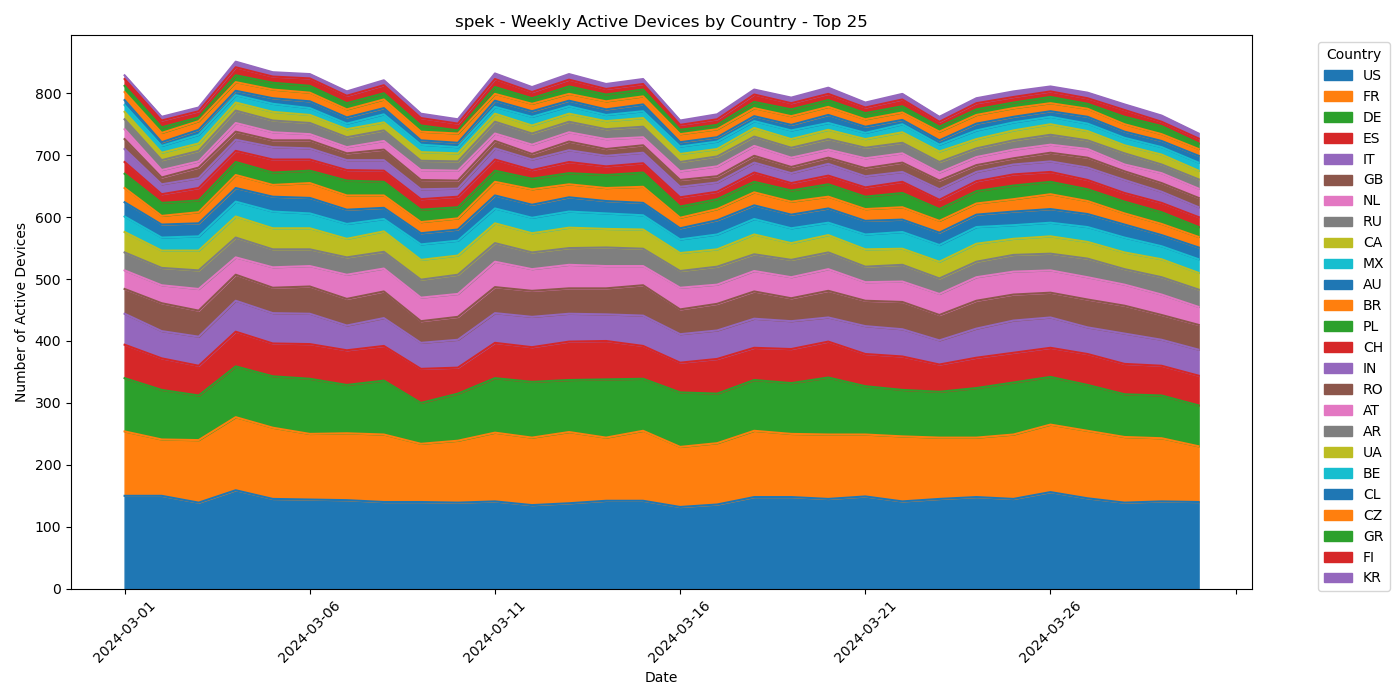 spek - Weekly Active Devices by Country - Top 25
Number of Active Devices
800
700
600
500
400
300
200
100
0
2024-03-01
2024-03-06
2024-03-11
2024-03-16
2024-03-21
2024-03-26
Date
Country
US
FR
DE
ES
IT
GB
NL
RU
CA
MX
AU
BR
PL
CH
IN
RO
AT
AR
UA
BE
CL
CZ
GR
FI
KR